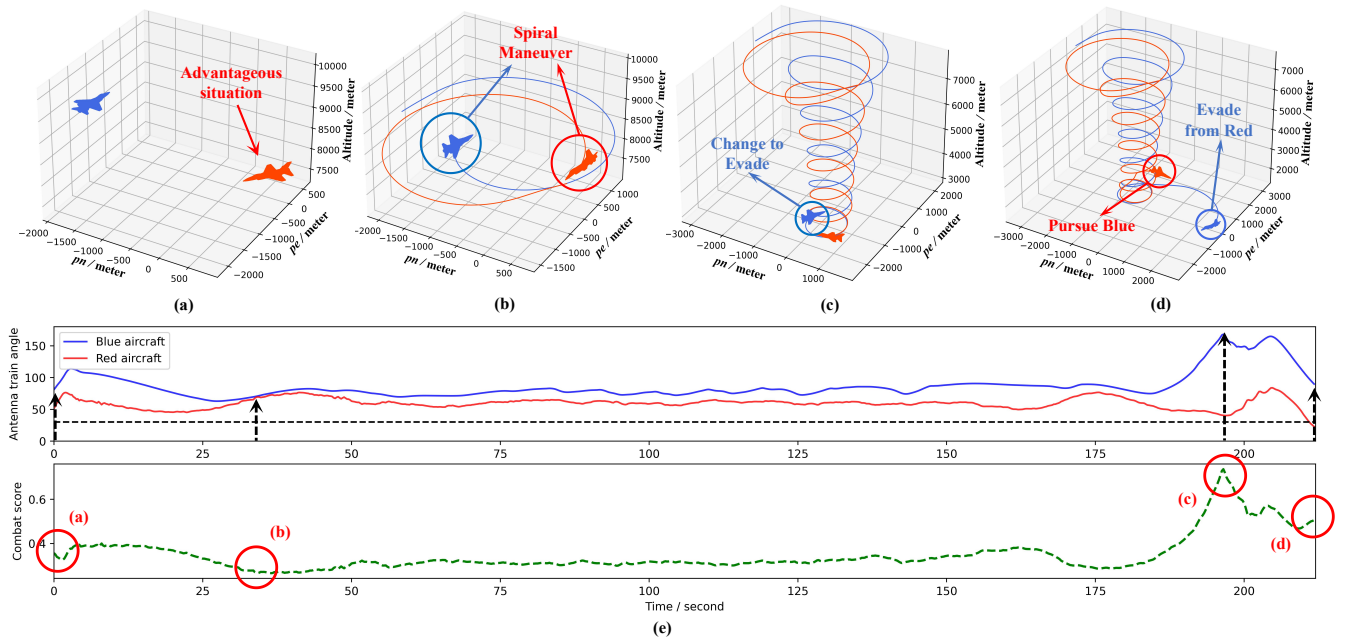 Advantageous
situation
10000
9500
9000
8500
8000
7500
Altitude / meter
500
0
−500
−1000
−1500
−2000
pe / meter
−2000
−1500
−1000
−500
0
500
pn / meter
(a)
Spiral
Maneuver
10000
9500
9000
8500
8000
7500
Altitude / meter
1000
500
0
−500
−1000
−1500
pe / meter
−2000
−1500
−1000
−500
0
500
pn / meter
(b)
Change to
Evade
7000
6000
5000
4000
3000
Altitude / meter
2000
1000
0
−1000
−2000
pe / meter
−3000
−2000
−1000
0
1000
pn / meter
(c)
Evade
from Red
Pursue Blue
7000
6000
5000
4000
3000
2000
Altitude / meter
3000
2000
1000
0
−1000
−2000
pe / meter
−3000
−2000
−1000
0
1000
2000
pn / meter
(d)
Antenna train angle
150
100
50
0
Blue aircraft
Red aircraft
0 25 50 75 100 125 150 175 200
Combat score
0.6
0.4
(a)
(b)
(c)
(d)
0 25 50 75 100 125 150 175 200
Time / second
(e)